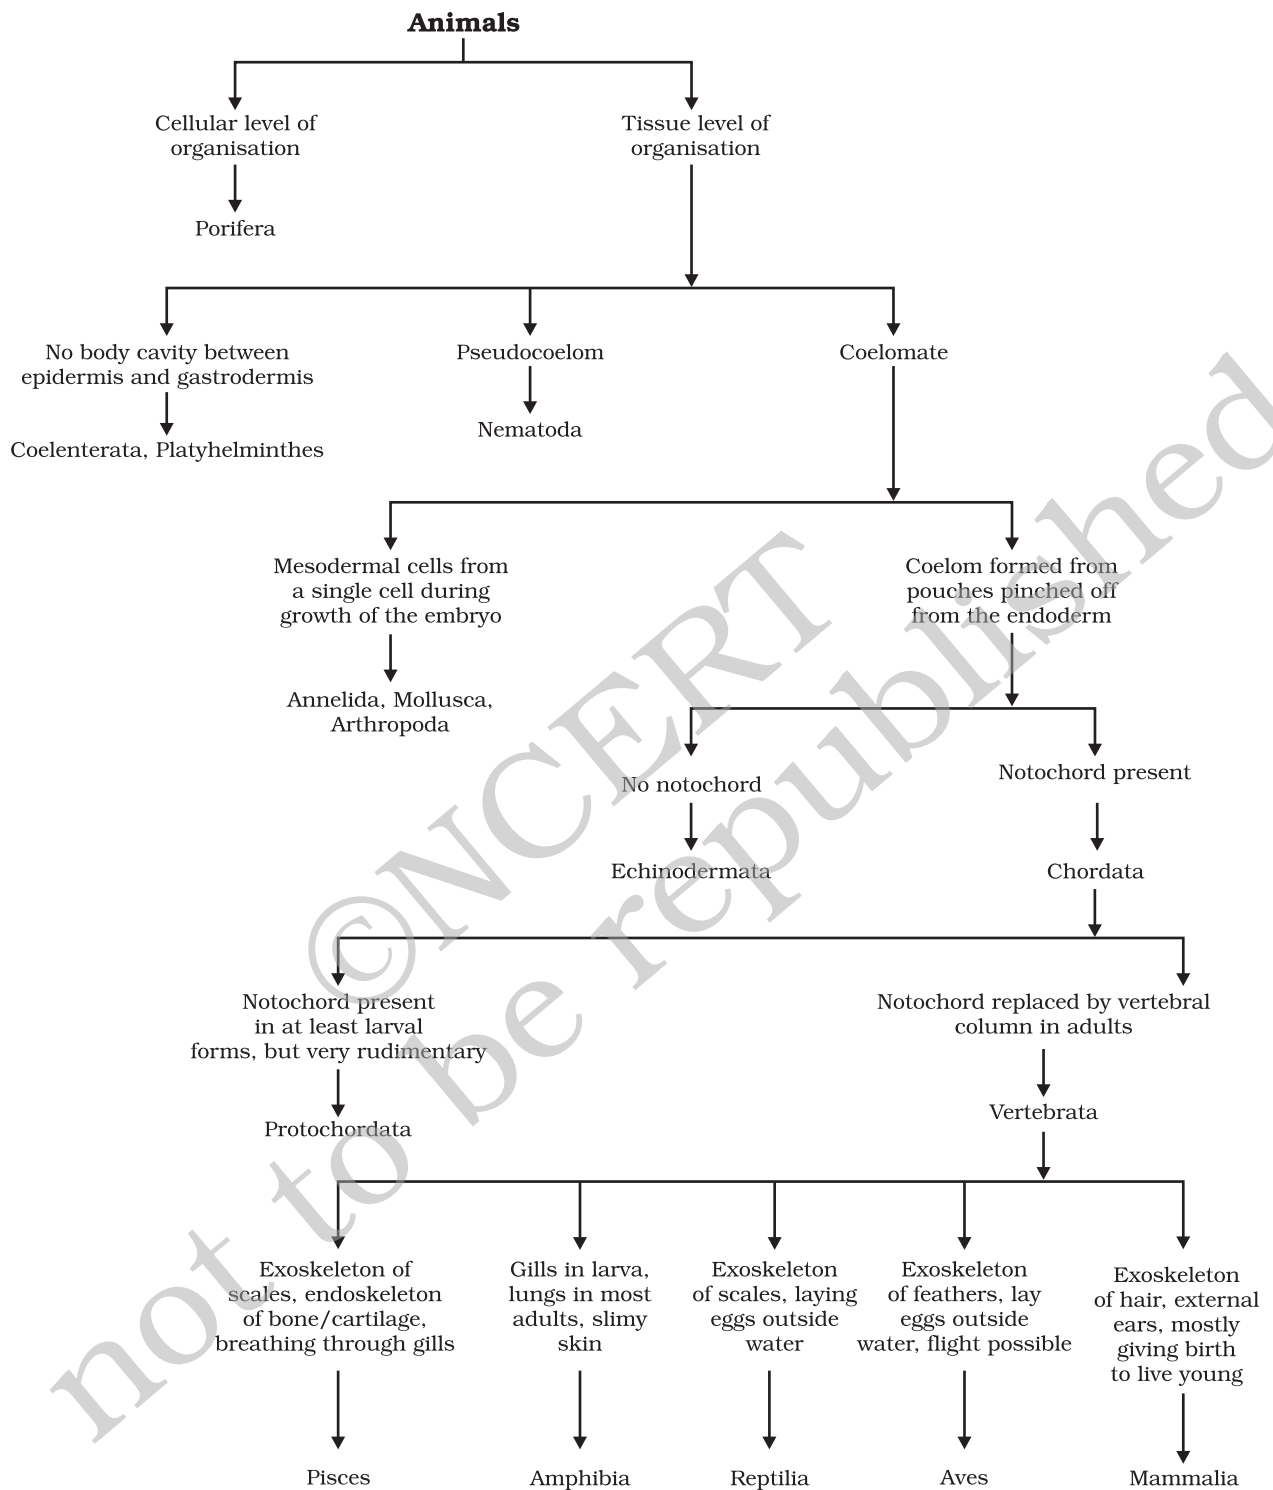 Animals
Cellular level of
organisation
Tissue level of
organisation
Porifera
No body cavity between
epidermis and gastrodermis
Pseudocoelom
Coelomate
Nematoda
Coelenterata, Platyhelminthes
Mesodermal cells from
a single cell during
growth of the embryo
Coelom formed from
pouches pinched off
from the endoderm
Annelida, Mollusca,
Arthropoda
No notochord
Notochord present
Echinodermata
Chordata
Notochord present
in at least larval
forms, but very rudimentary
Notochord replaced by vertebral
column in adults
Protochordata
Vertebrata
Exoskeleton of
scales, endoskeleton
of bone/cartilage,
breathing through gills
Gills in larva,
lungs in most
adults, slimy
skin
Exoskeleton
of scales, laying
eggs outside
water
Exoskeleton
of feathers, lay
eggs outside
water, flight possible
Exoskeleton
of hair, external
ears, mostly
giving birth
to live young
Pisces
Amphibia
Reptilia
Aves
Mammalia
©NCERT
not to be republished